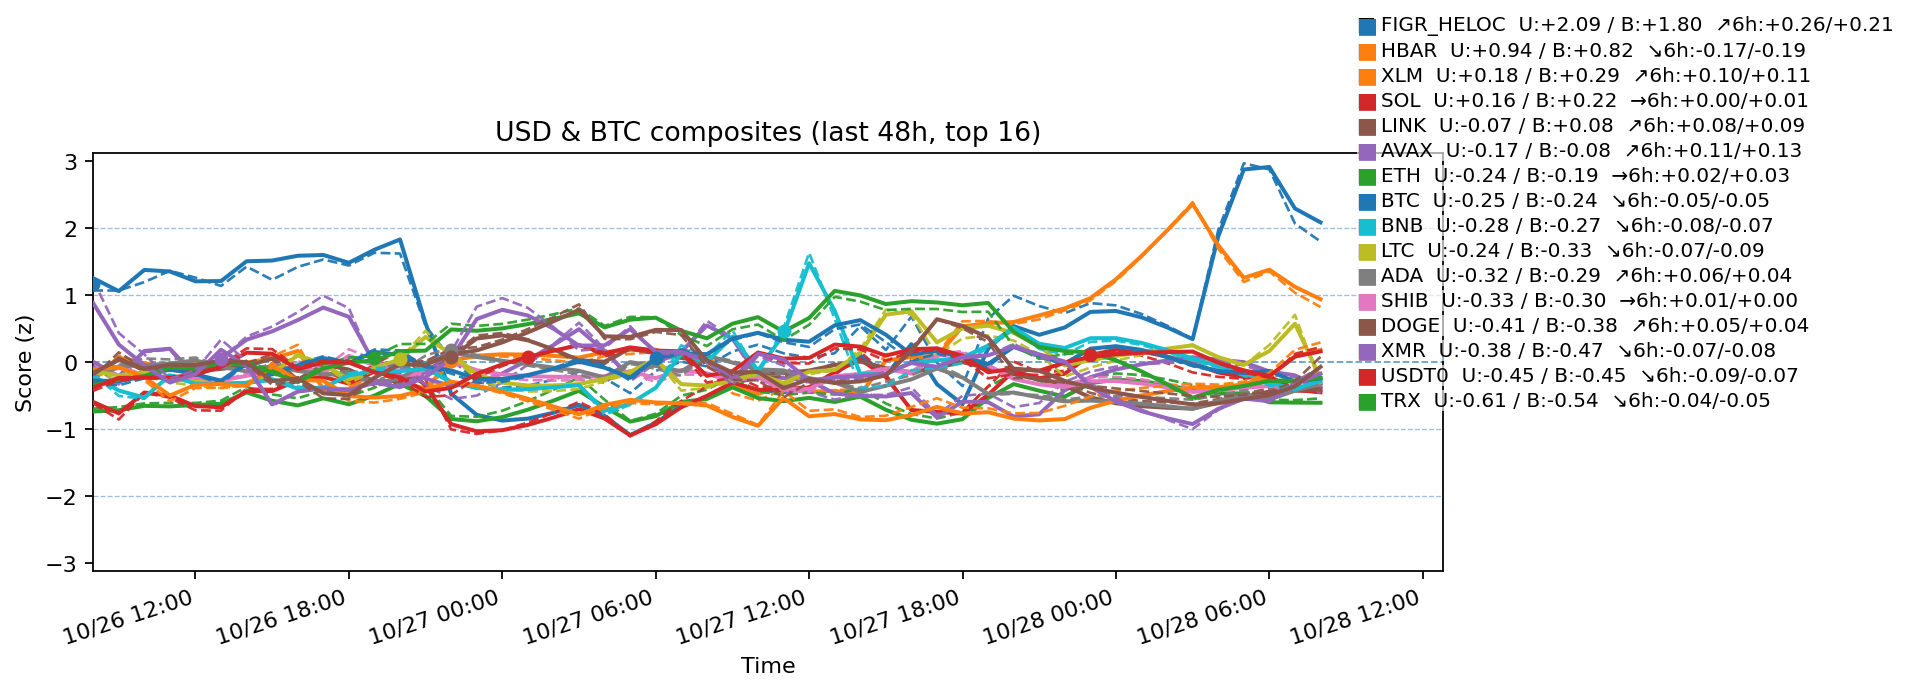 FIGR_HELOC U:+2.09 / B:+1.80 ↗6h:+0.26/+0.21
HBAR U:+0.94 / B:+0.82 ↘6h:-0.17/-0.19
XLM U:+0.18 / B:+0.29 ↗6h:+0.10/+0.11
SOL U:+0.16 / B:+0.22 →6h:+0.00/+0.01
LINK U:-0.07 / B:+0.08 ↗6h:+0.08/+0.09
AVAX U:-0.17 / B:-0.08 ↗6h:+0.11/+0.13
ETH U:-0.24 / B:-0.19 →6h:+0.02/+0.03
BTC U:-0.25 / B:-0.24 ↘6h:-0.05/-0.05
BNB U:-0.28 / B:-0.27 ↘6h:-0.08/-0.07
LTC U:-0.24 / B:-0.33 ↘6h:-0.07/-0.09
ADA U:-0.32 / B:-0.29 ↗6h:+0.06/+0.04
SHIB U:-0.33 / B:-0.30 →6h:+0.01/+0.00
DOGE U:-0.41 / B:-0.38 ↗6h:+0.05/+0.04
XMR U:-0.38 / B:-0.47 ↘6h:-0.07/-0.08
USDT0 U:-0.45 / B:-0.45 ↘6h:-0.09/-0.07
TRX U:-0.61 / B:-0.54 ↘6h:-0.04/-0.05
USD & BTC composites (last 48h, top 16)
Score (z)
3
2
1
0
−1
−2
−3
10/26 12:00
10/26 18:00
10/27 00:00
10/27 06:00
10/27 12:00
10/27 18:00
10/28 00:00
10/28 06:00
10/28 12:00
Time